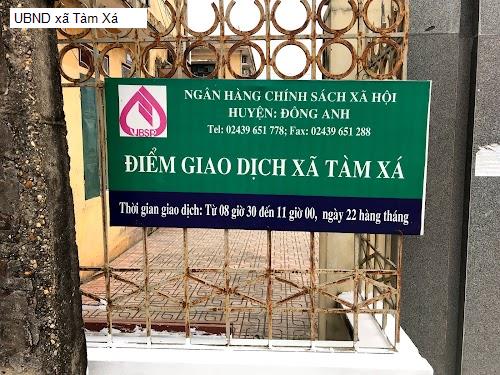 UBND xã Tàm Xá
NGÂN HÀNG CHÍNH SÁCH XÃ HỘI
HUYỆN: ĐÔNG ANH
Tel: 02439 651 778; Fax: 02439 651 288
VBSP
ĐIỂM GIAO DỊCH XÃ TÀM XÁ
Thời gian giao dịch: Từ 08 giờ 30 đến 11 giờ 00, ngày 22 hàng tháng